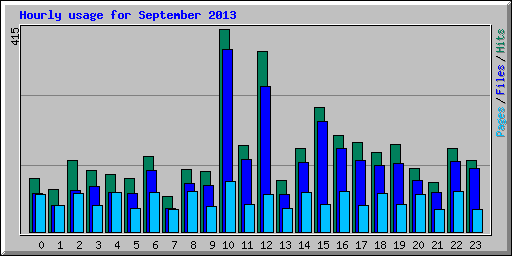 Hourly usage for September 2013
415
Pages/Files/Hits
0 1 2 3 4 5 6 7 8 9 10 11 12 13 14 15 16 17 18 19 20 21 22 23